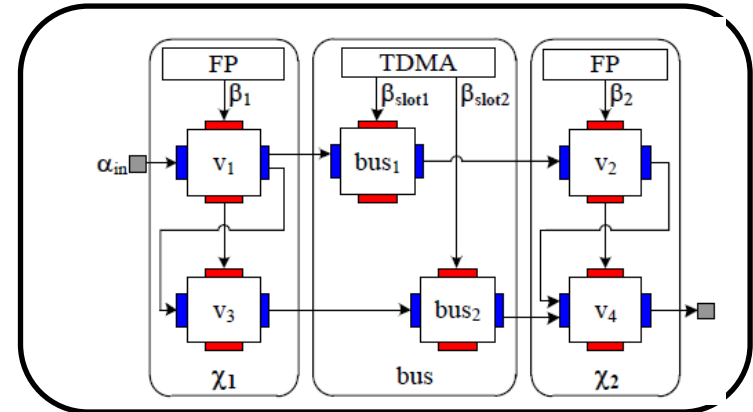 FP TDMA FP
β1 βslot1 βslot2 β2
αin v1 bus1 v2
v3 bus2 v4
χ1 bus χ2